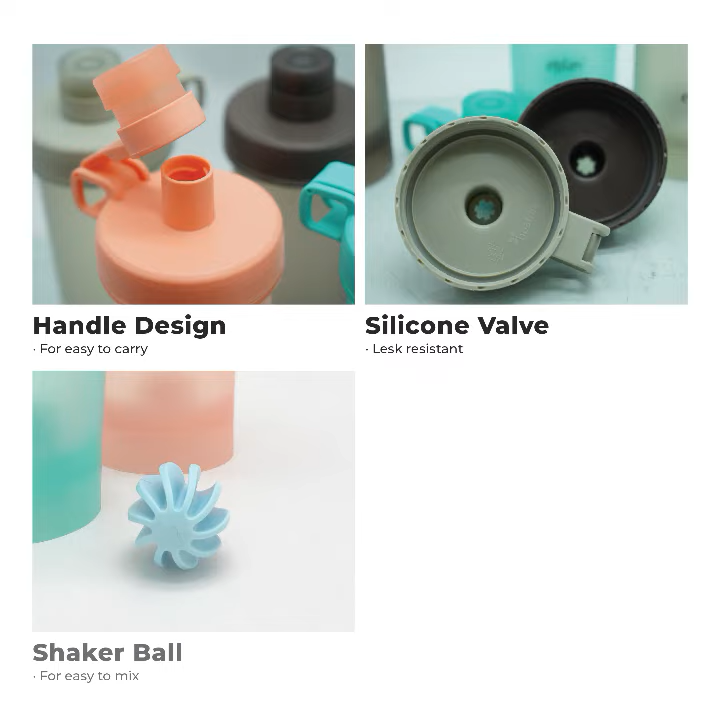 Handle Design
· For easy to carry
Silicone Valve
· Lesk resistant
Shaker Ball
· For easy to mix